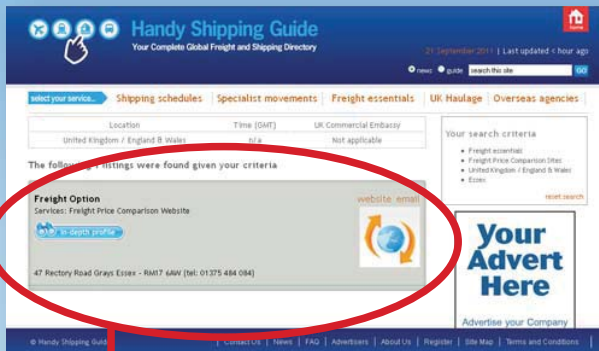 Handy Shipping Guide
Your Complete Global Freight and Shipping Directory
home
21 September 2011 | Last updated < hour ago
news guide search this site GO
select your service... Shipping schedules | Specialist movements | Freight essentials | UK Haulage | Overseas agencies
Location Time (GMT) UK Commercial Embassy
United Kingdom / England & Wales n/a Not applicable
The following listings were found given your criteria
Freight Option
website email
Services: Freight Price Comparison Website
in-depth profile
47 Rectory Road Grays Essex - RM17 6AW (tel: 01375 484 084)
Your search criteria
Freight essentials
Freight Price Comparison Sites
United Kingdom / England & Wales
Essex
reset search
Your
Advert
Here
Advertise your Company
© Handy Shipping Guide | Contact Us | News | FAQ | Advertisers | About Us | Register | Site Map | Terms and Conditions |